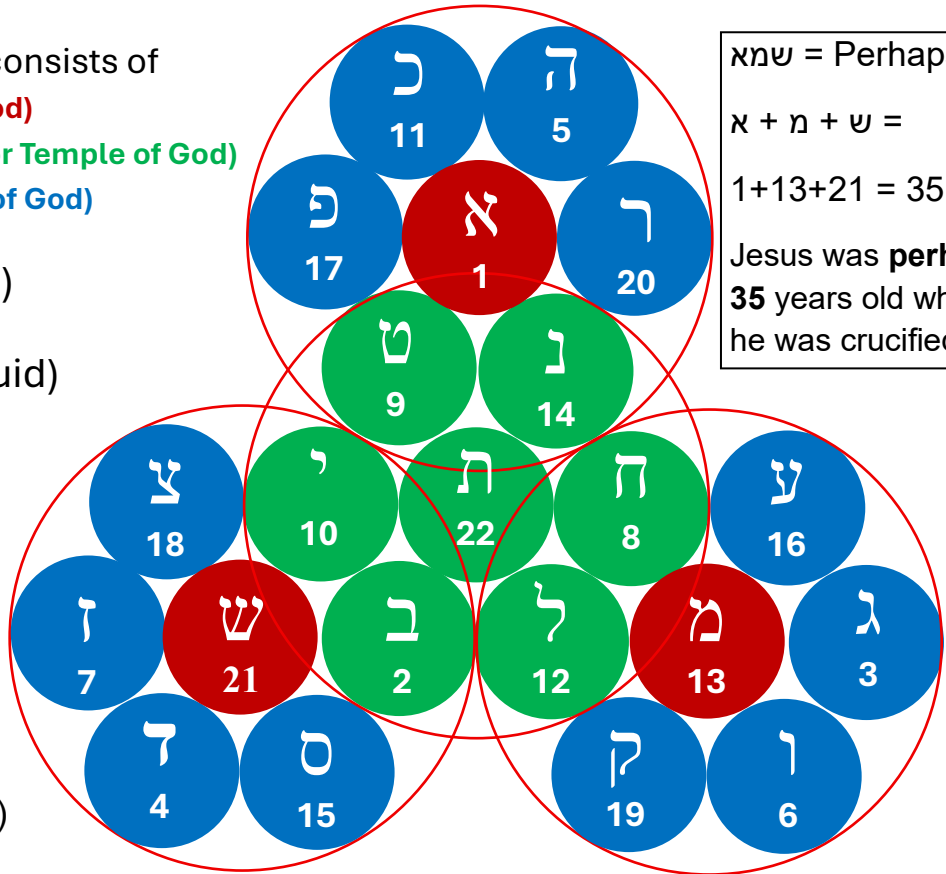 consists of
od)
r Temple of God)
of God)
)
uid)
)
שמא = Perhap
ש + מ + א =
1+13+21 = 35
Jesus was perh
35 years old wh
he was crucified
כ
11
ה
5
פ
17
א
1
ר
20
ט
9
נ
14
צ
18
י
10
ת
22
ח
8
ע
16
ז
7
ש
21
ב
2
ל
12
מ
13
ג
3
ד
4
ס
15
ק
19
ו
6